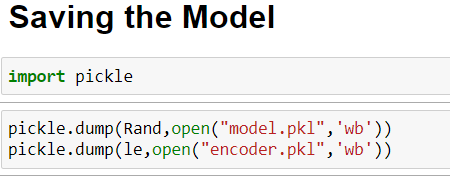 Saving the Model
import pickle
pickle.dump(Rand,open("model.pkl",'wb'))
pickle.dump(le,open("encoder.pkl",'wb'))